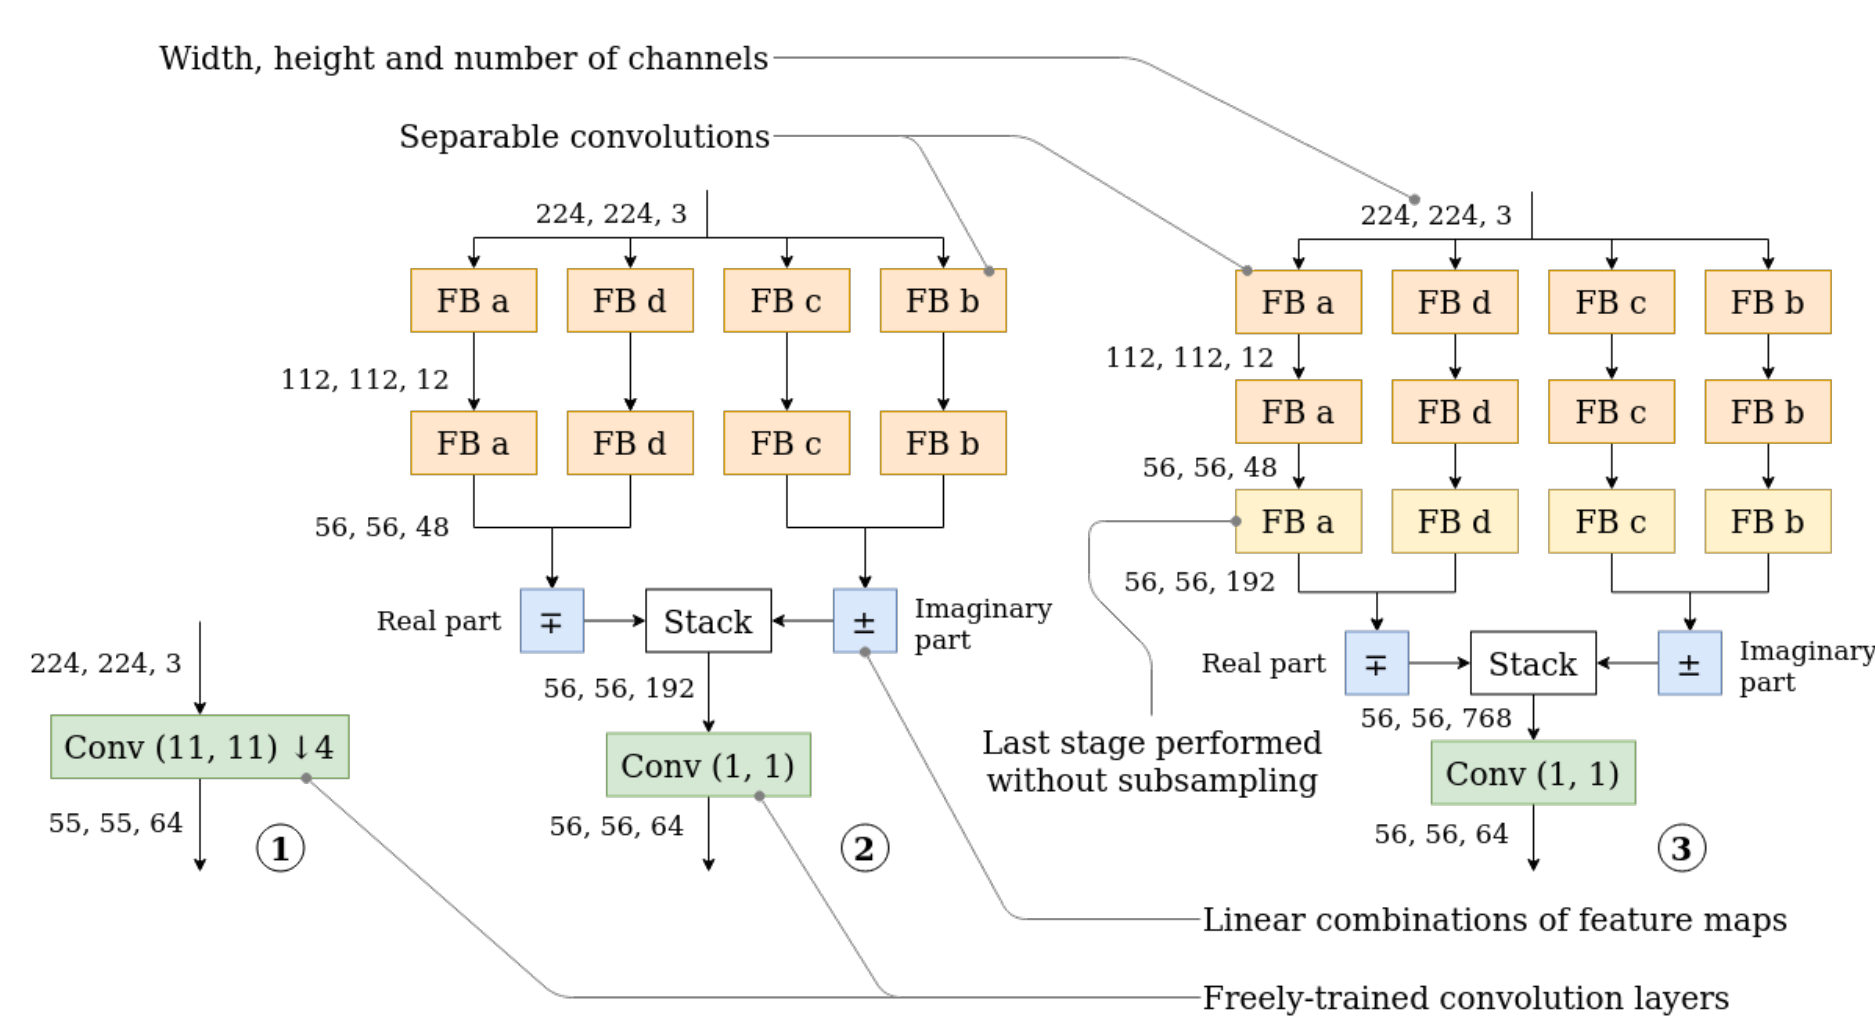 Width, height and number of channels
Separable convolutions
224, 224, 3
FB a FB d FB c FB b
112, 112, 12
FB a FB d FB c FB b
56, 56, 48
Real part ∓ Stack ± Imaginary
part
56, 56, 192
Conv (1, 1)
56, 56, 64
2
224, 224, 3
Conv (11, 11) ↓4
55, 55, 64
1
224, 224, 3
FB a FB d FB c FB b
112, 112, 12
FB a FB d FB c FB b
56, 56, 48
FB a FB d FB c FB b
56, 56, 192
Real part ∓ Stack ± Imaginary
part
56, 56, 768
Conv (1, 1)
56, 56, 64
3
Last stage performed
without subsampling
Linear combinations of feature maps
Freely-trained convolution layers